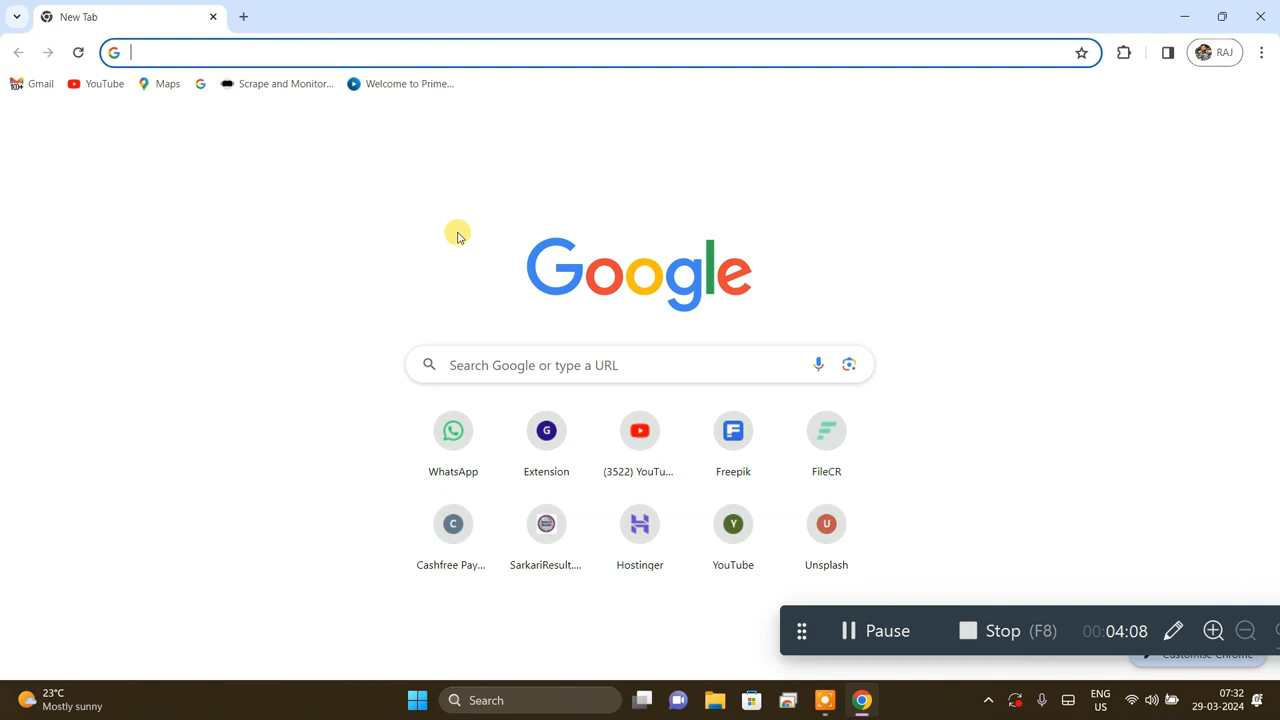 New Tab
RAJ
Gmail
YouTube
Maps
Scrape and Monitor...
Welcome to Prime...
Google
Search Google or type a URL
G
WhatsApp
Extension
(3522) YouTu...
Freepik
FileCR
C
Y
U
Cashfree Pay...
SarkariResult....
Hostinger
YouTube
Unsplash
Pause
Stop (F8)
00:04:08
Customise Chrome
23°C
Mostly sunny
Search
ENG
US
07:32
29-03-2024